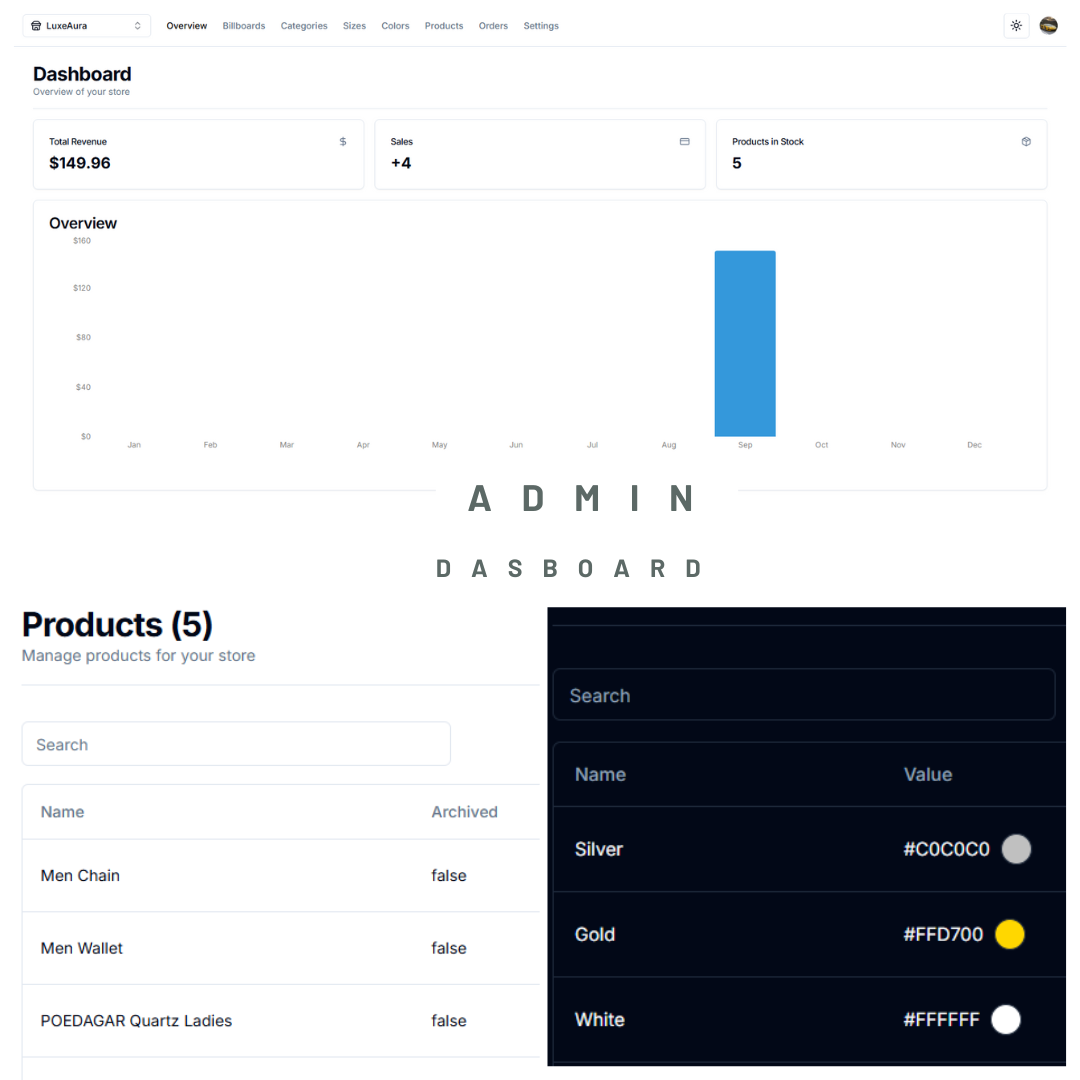 LuxeAura Overview Billboards Categories Sizes Colors Products Orders Settings
Dashboard
Overview of your store
Total Revenue
$149.96
Sales
+4
Products in Stock
5
Overview
$160
$120
$80
$40
$0
Jan Feb Mar Apr May Jun Jul Aug Sep Oct Nov Dec
ADMIN
DASBOARD
Products (5)
Manage products for your store
Search
Name Archived
Men Chain false
Men Wallet false
POEDAGAR Quartz Ladies false
Search
Name Value
Silver #C0C0C0
Gold #FFD700
White #FFFFFF